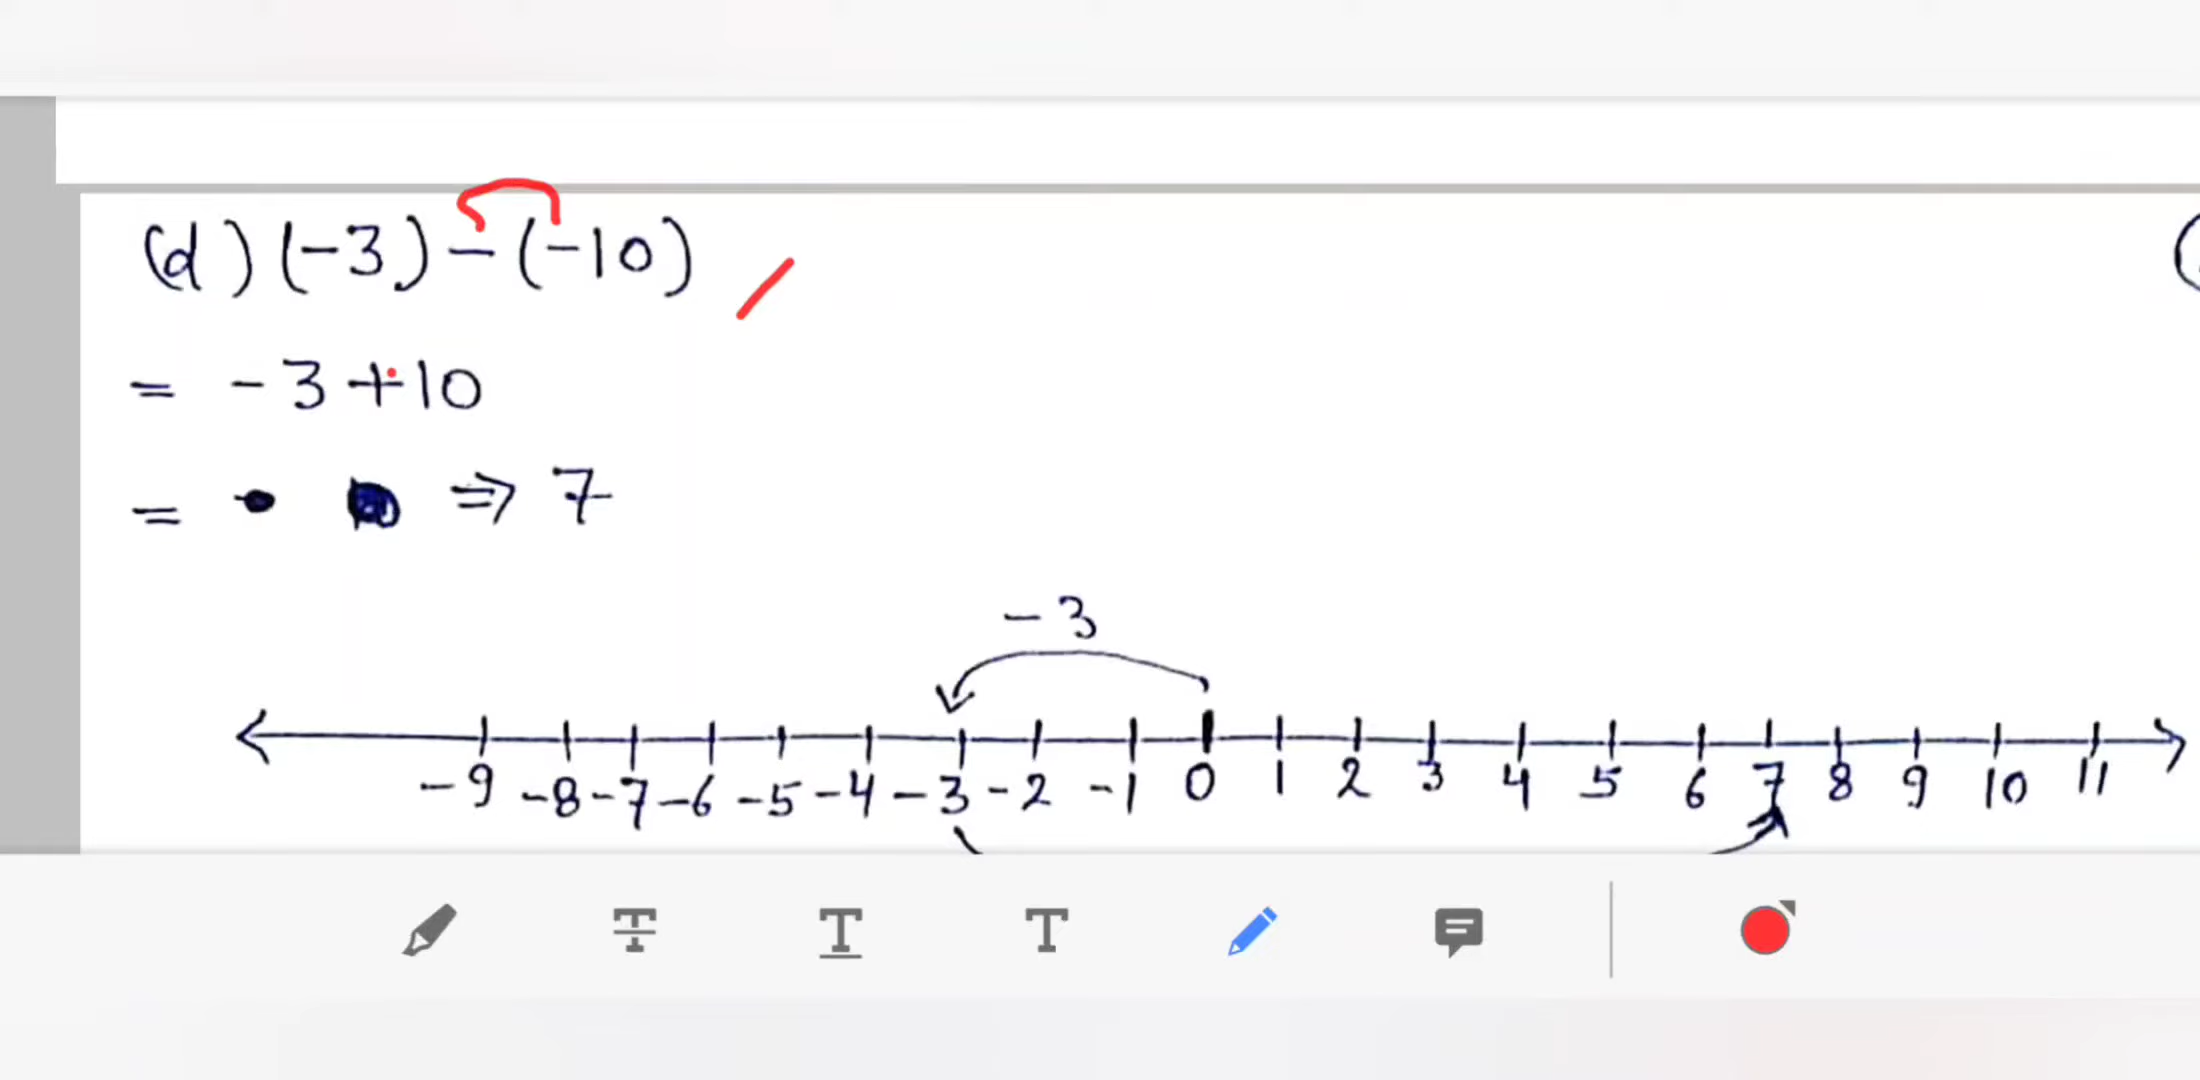 (d) (-3) - (-10)
= -3 + 10
= ⇒ 7
-3
-9 -8 -7 -6 -5 -4 -3 -2 -1 0 1 2 3 4 5 6 7 8 9 10 11